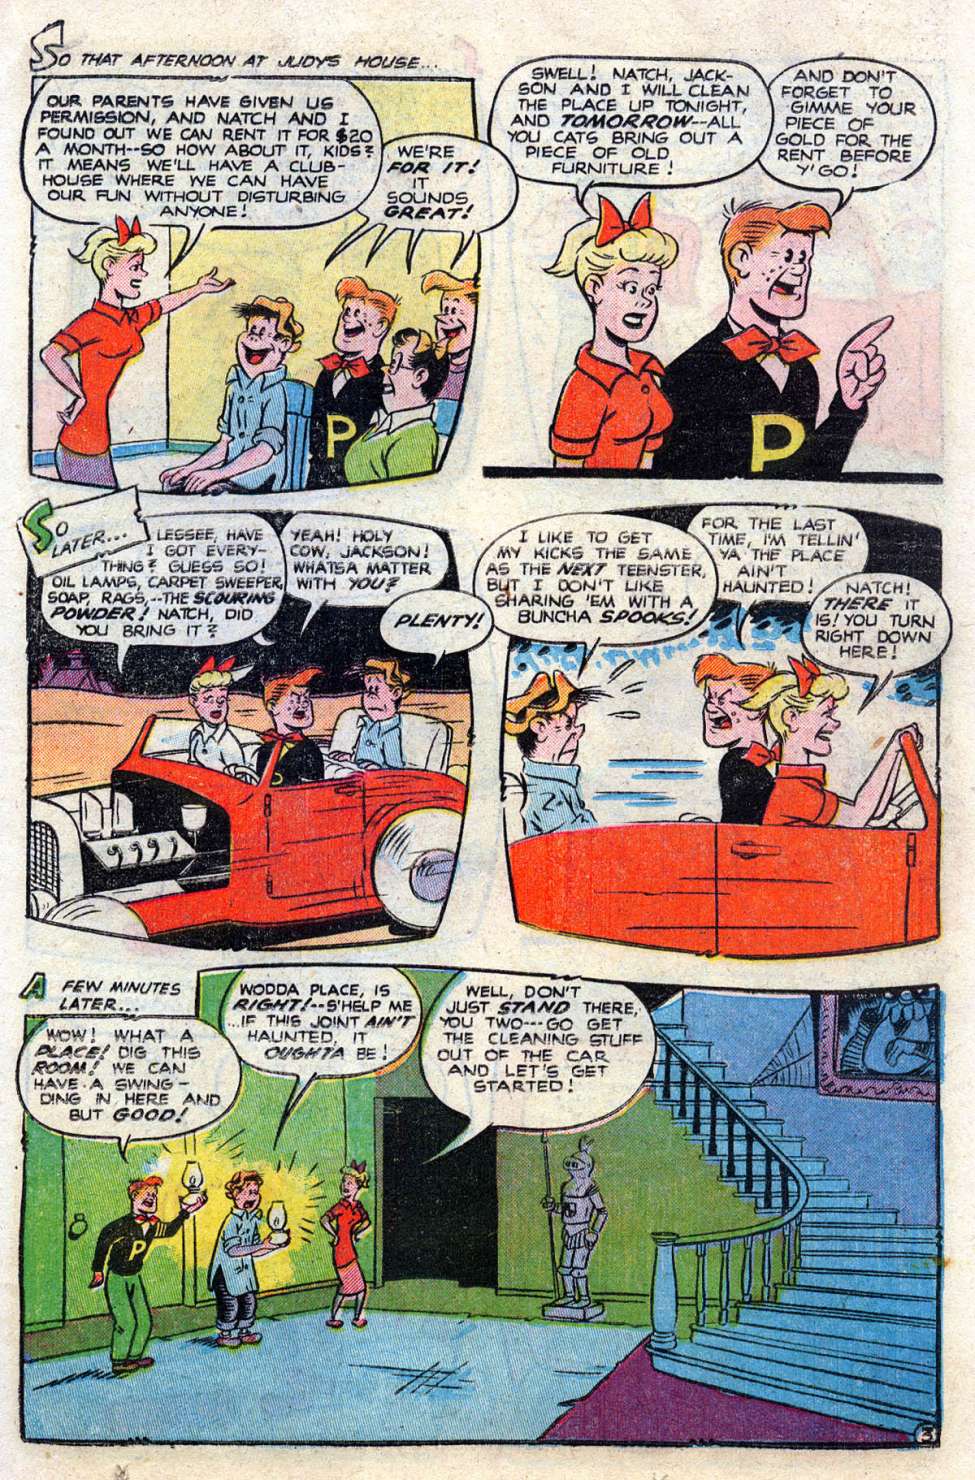 SO THAT AFTERNOON AT JUDY'S HOUSE...
OUR PARENTS HAVE GIVEN US
PERMISSION, AND NATCH AND I
FOUND OUT WE CAN RENT IT FOR $20
A MONTH--SO HOW ABOUT IT, KIDS?
IT MEANS WE'LL HAVE A CLUB-
HOUSE WHERE WE CAN HAVE
OUR FUN WITHOUT DISTURBING
ANYONE!
WE'RE
FOR IT!
IT
SOUNDS
GREAT!
P
SWELL! NATCH, JACK-
SON AND I WILL CLEAN
THE PLACE UP TONIGHT,
AND TOMORROW--ALL
YOU CATS BRING OUT A
PIECE OF OLD
FURNITURE!
AND DON'T
FORGET TO
GIMME YOUR
PIECE OF
GOLD FOR THE
RENT BEFORE
Y'GO!
P
SO
LATER...
LESSEE, HAVE
I GOT EVERY-
THING? GUESS SO!
OIL LAMPS, CARPET SWEEPER,
SOAP, RAGS,--THE SCOURING
POWDER! NATCH, DID
YOU BRING IT?
YEAH! HOLY
COW, JACKSON!
WHATSA MATTER
WITH YOU?
PLENTY!
P
I LIKE TO GET
MY KICKS THE SAME
AS THE NEXT TEENSTER,
BUT I DON'T LIKE
SHARING 'EM WITH A
BUNCHA SPOOKS!
FOR THE LAST
TIME, I'M TELLIN'
YA THE PLACE
AIN'T
HAUNTED!
NATCH!
THERE IT
IS! YOU TURN
RIGHT DOWN
HERE!
A FEW MINUTES
LATER...
WOW! WHAT A
PLACE! DIG THIS
ROOM! WE CAN
HAVE A SWING-
DING IN HERE AND
BUT GOOD!
WODDA PLACE, IS
RIGHT!--S'HELP ME
...IF THIS JOINT AIN'T
HAUNTED, IT
OUGHTA BE!
WELL, DON'T
JUST STAND THERE,
YOU TWO---GO GET
THE CLEANING STUFF
OUT OF THE CAR
AND LET'S GET
STARTED!
P
3